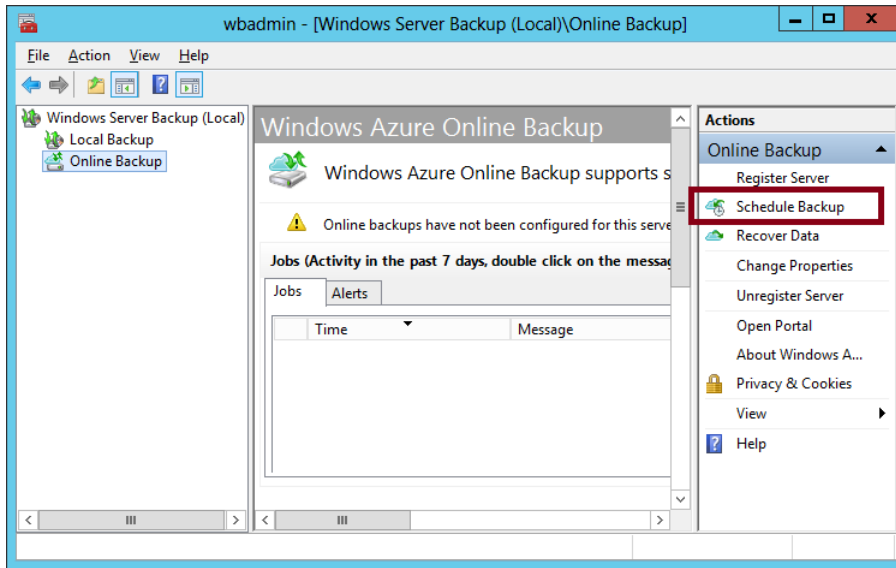 wbadmin - [Windows Server Backup (Local)\Online Backup]
File Action View Help
Windows Server Backup (Local)
Local Backup
Online Backup
Windows Azure Online Backup
Windows Azure Online Backup supports s
Online backups have not been configured for this serve
Jobs (Activity in the past 7 days, double click on the messag
Jobs Alerts
Time Message
Actions
Online Backup
Register Server
Schedule Backup
Recover Data
Change Properties
Unregister Server
Open Portal
About Windows A...
Privacy & Cookies
View
Help